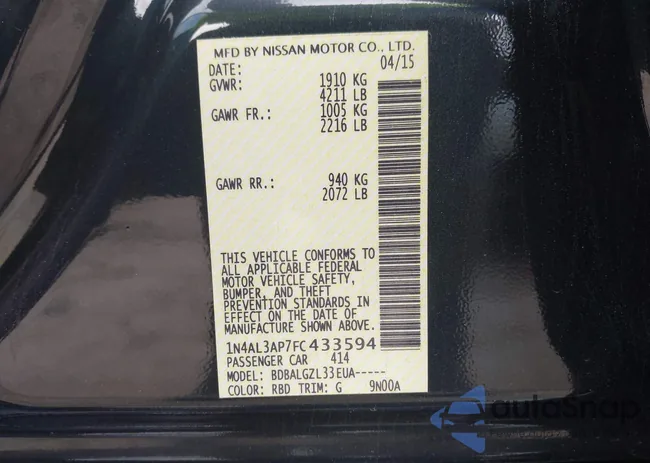 MFD BY NISSAN MOTOR CO., LTD.
DATE: 04/15
GVWR: 1910 KG
4211 LB
GAWR FR.: 1005 KG
2216 LB
GAWR RR.: 940 KG
2072 LB
THIS VEHICLE CONFORMS TO
ALL APPLICABLE FEDERAL
MOTOR VEHICLE SAFETY,
BUMPER, AND THEFT
PREVENTION STANDARDS IN
EFFECT ON THE DATE OF
MANUFACTURE SHOWN ABOVE.
1N4AL3AP7FC433594
PASSENGER CAR 414
MODEL: BDBALGZL33EUA-----
COLOR: RBD TRIM: G 9N00A
autoSnap